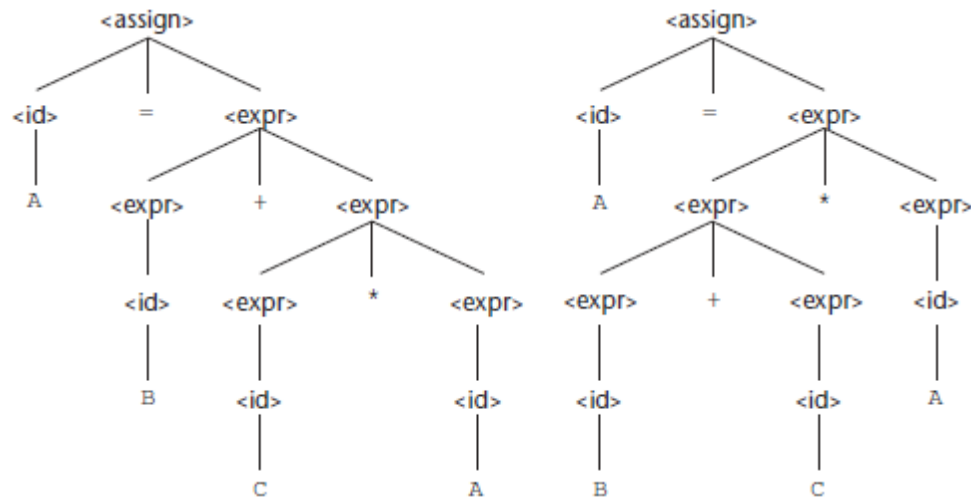 <assign> <assign>
<id> = <expr> <id> = <expr>
A <expr> + <expr> A <expr> * <expr>
<id> <expr> * <expr> <expr> + <expr> <id>
B <id> <id> <id> <id> A
C A B C